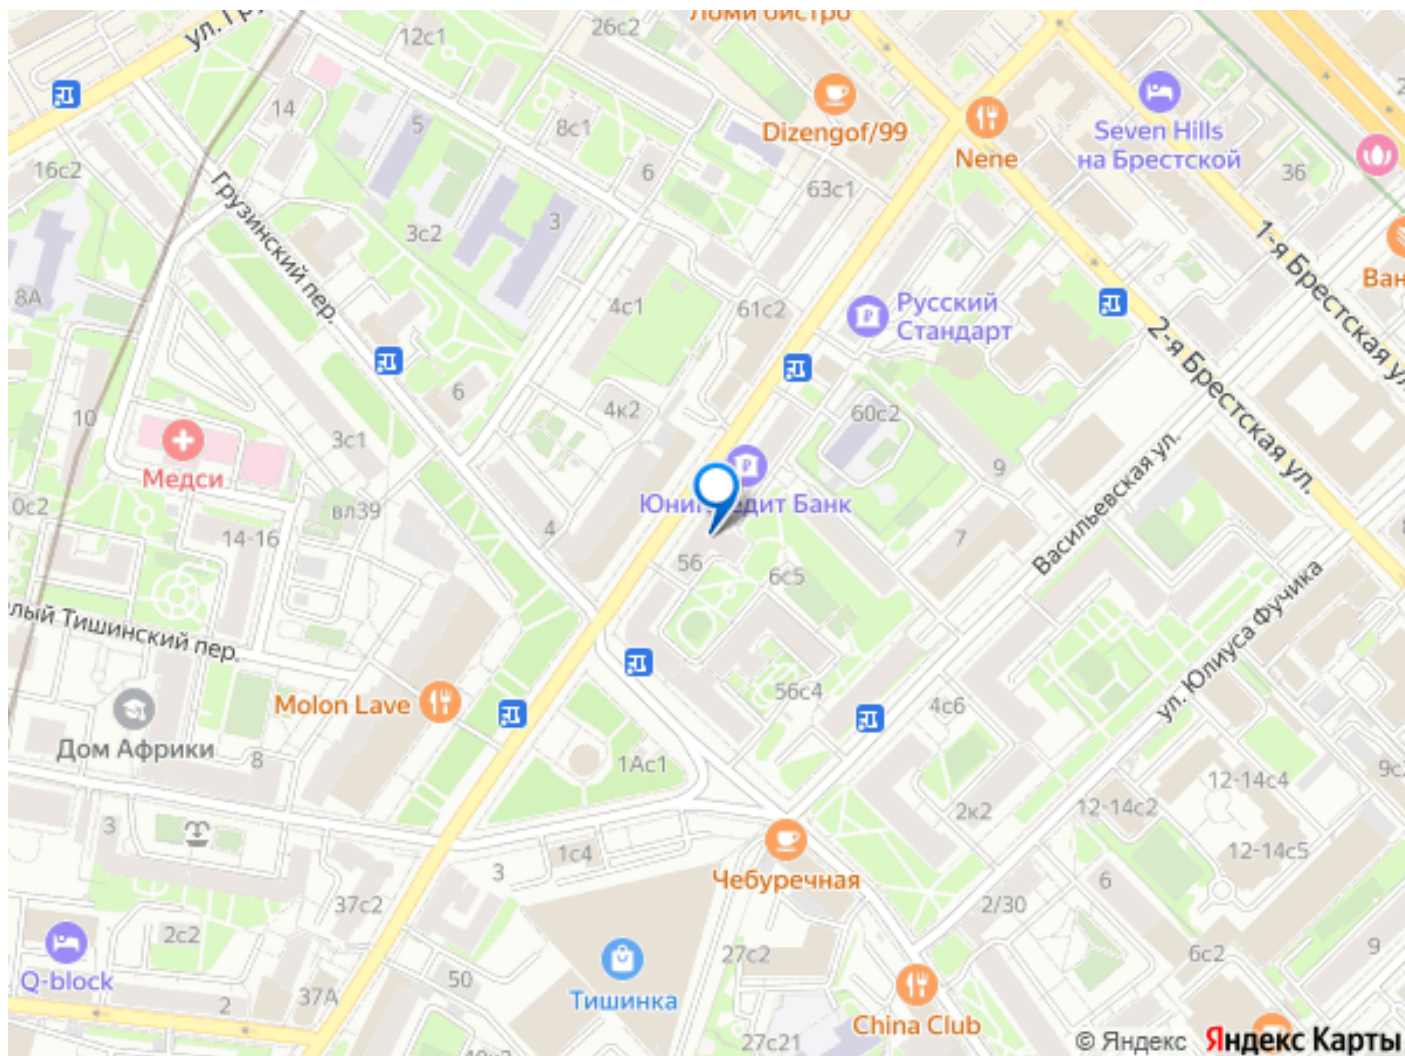 Ломи бистро
ул. Гру
26с2
12с1
14
5
8с1
Dizengof/99
Nene
Seven Hills
на Брестской
16с2
6
63с1
36
Грузинский пер.
3с2
3
1-я Брестская ул.
8А
4с1
61с2
Русский
Стандарт
Ван
2-я Брестская ул.
6
4к2
60с2
10
3с1
9
Медси
ЮниКредит Банк
0с2
вл39
14-16
4
56
6с5
7
Васильевская ул.
лый Тишинский пер.
ул. Юлиуса Фучика
Molon Lave
56с4
4с6
Дом Африки
8
1Ас1
12-14с4
9с
2к2
12-14с2
3
1с4
3
12-14с5
Чебуречная
6
37с2
2/30
2с2
27с2
6с2
9
Q-block
50
37А
2
Тишинка
China Club
27с21
© Яндекс Яндекс Карты